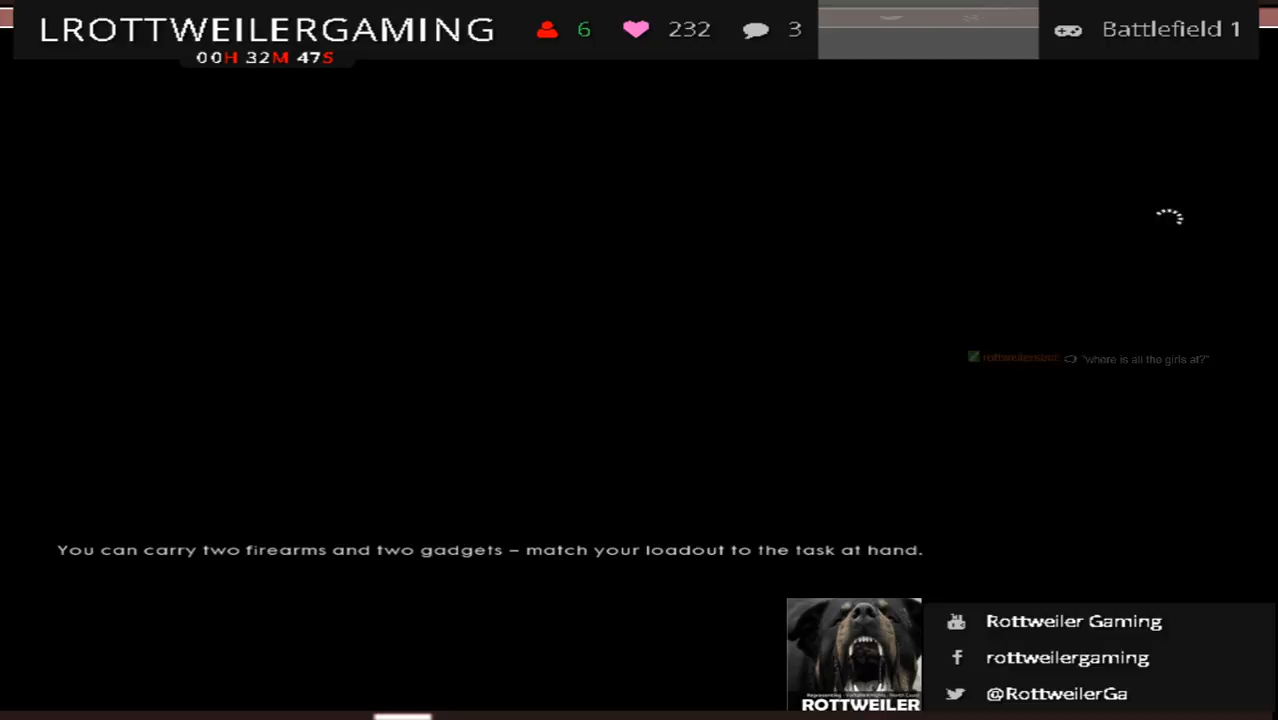 LROTTWEILERGAMING 6 232 3 Battlefield 1
00H 32M 47S
"where is all the girls at?"
You can carry two firearms and two gadgets – match your loadout to the task at hand.
Rottweiler Gaming
rottweilergaming
@RottweilerGa
ROTTWEILER